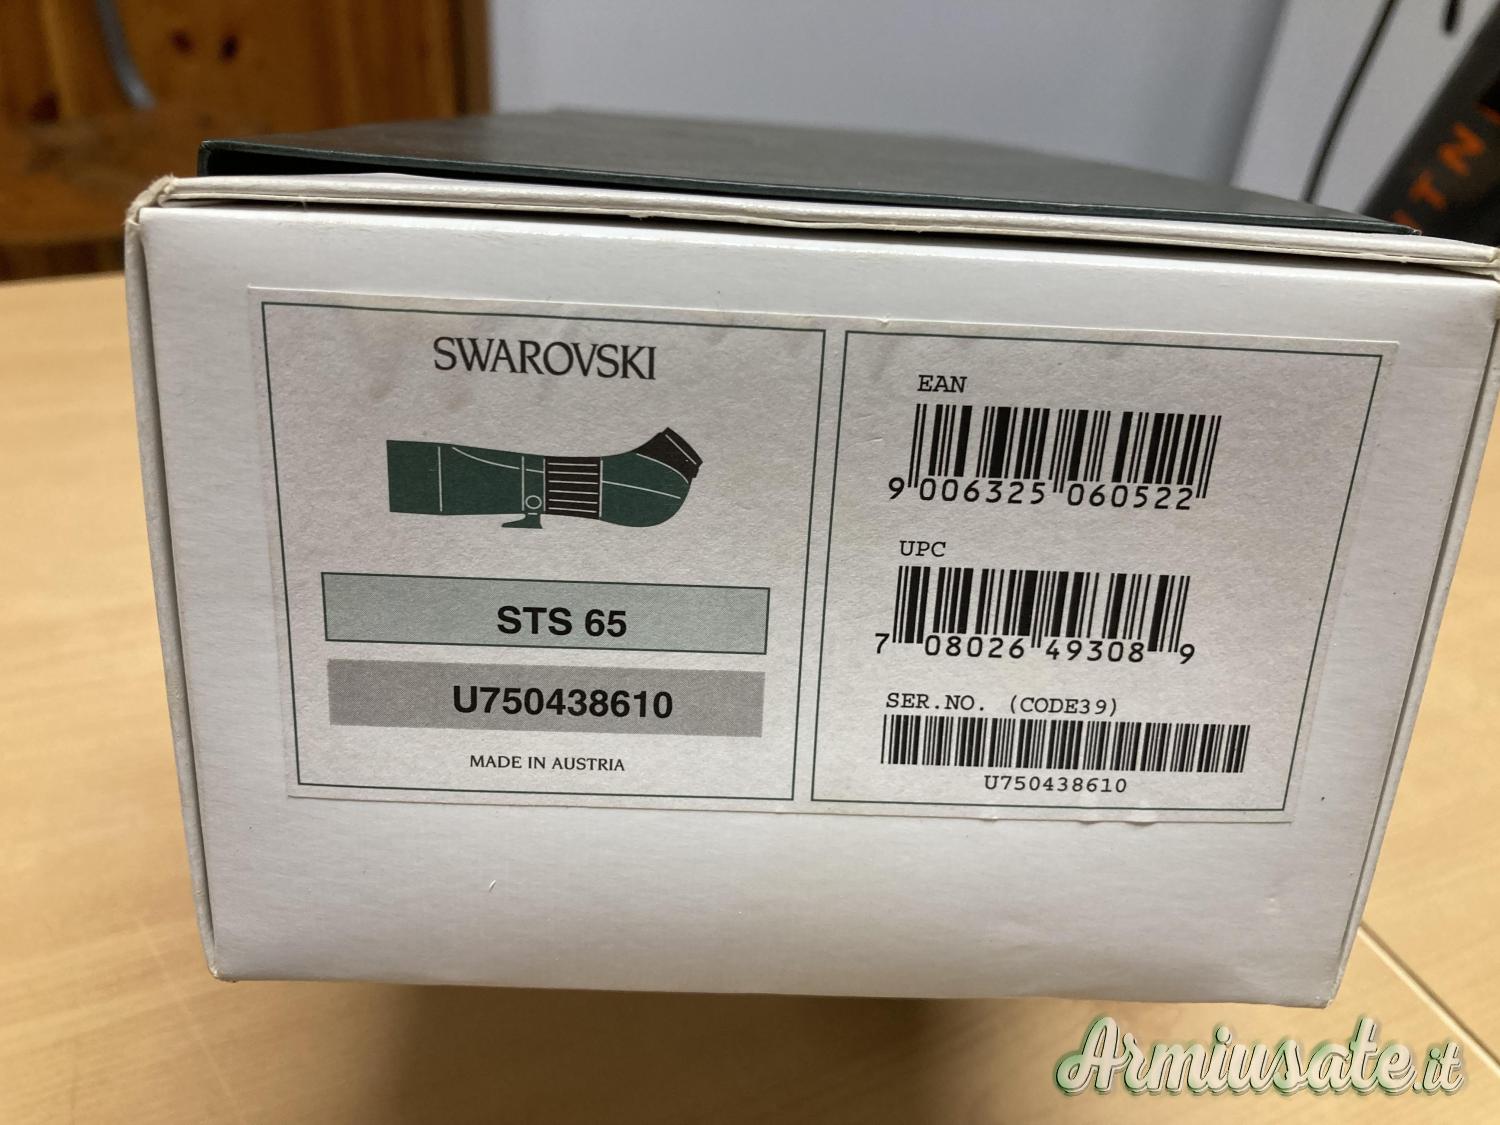 SWAROVSKI
STS 65
U750438610
MADE IN AUSTRIA
EAN
9 006325 060522
UPC
7 08026 49308 9
SER.NO. (CODE39)
U750438610
Armiusate.it